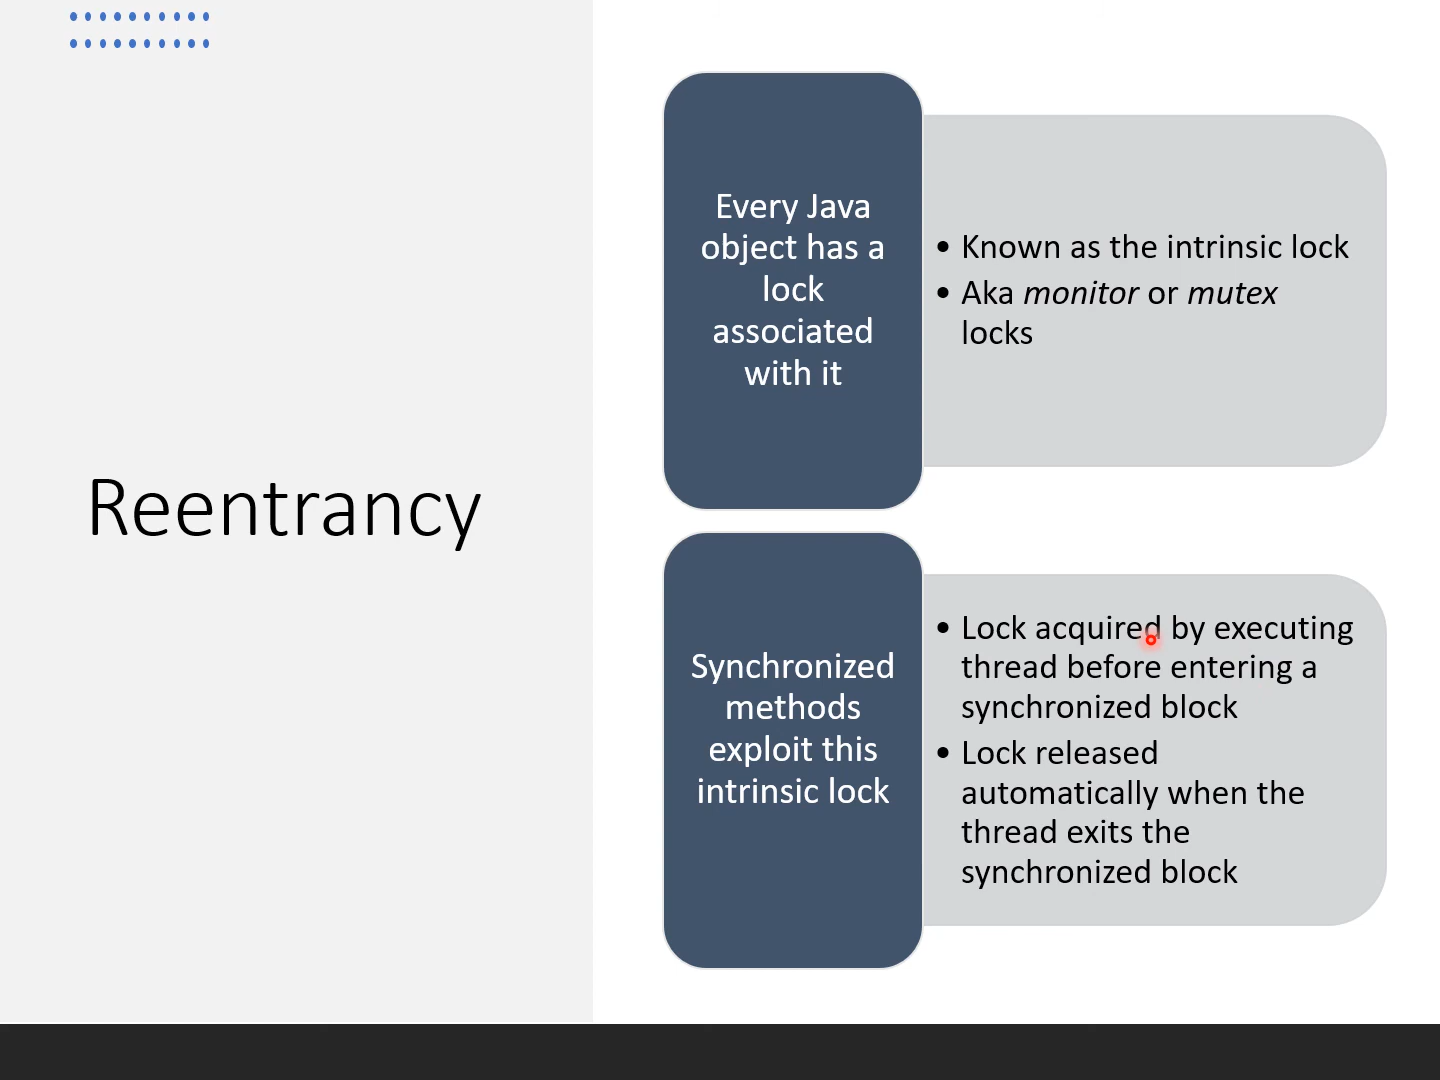 Reentrancy
Every Java
object has a
lock
associated
with it
• Known as the intrinsic lock
• Aka monitor or mutex
locks
Synchronized
methods
exploit this
intrinsic lock
• Lock acquired by executing
thread before entering a
synchronized block
• Lock released
automatically when the
thread exits the
synchronized block